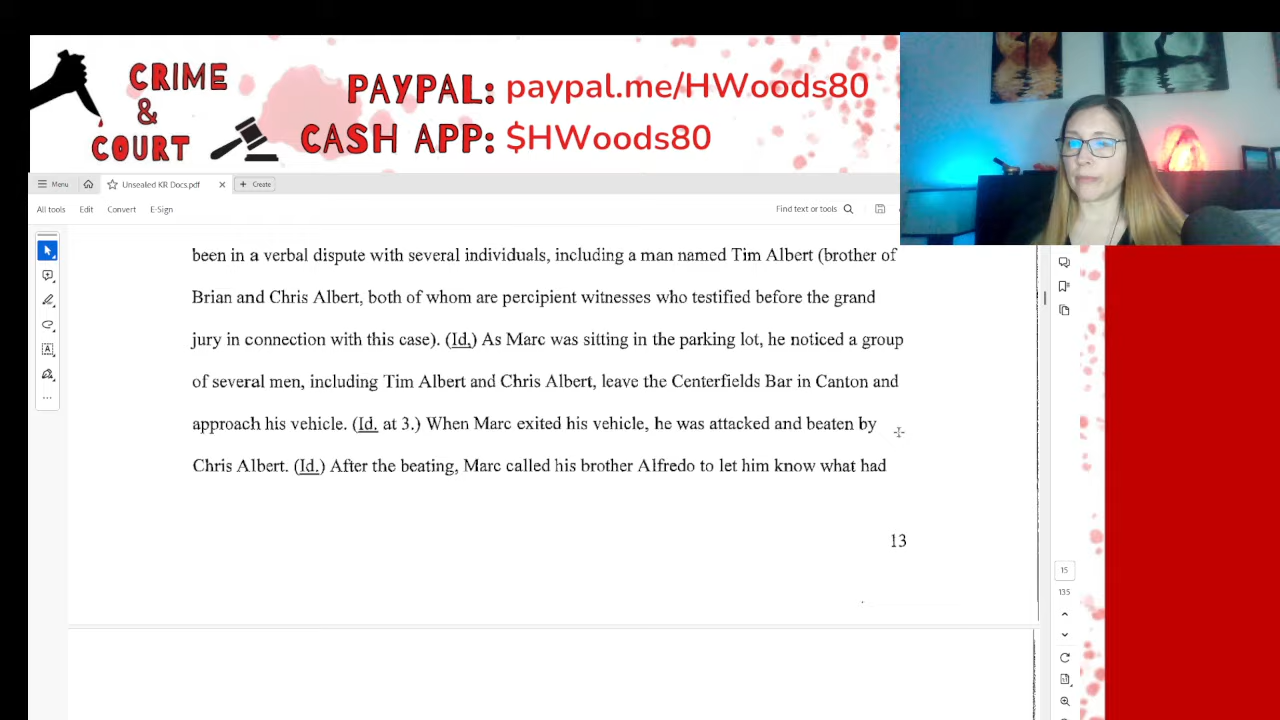 CRIME
&
COURT
PAYPAL: paypal.me/HWoods80
CASH APP: $HWoods80
Menu
Unsealed KR Docs.pdf
Create
All tools
Edit
Convert
E-Sign
Find text or tools
been in a verbal dispute with several individuals, including a man named Tim Albert (brother of
Brian and Chris Albert, both of whom are percipient witnesses who testified before the grand
jury in connection with this case). (Id.) As Marc was sitting in the parking lot, he noticed a group
of several men, including Tim Albert and Chris Albert, leave the Centerfields Bar in Canton and
approach his vehicle. (Id. at 3.) When Marc exited his vehicle, he was attacked and beaten by
Chris Albert. (Id.) After the beating, Marc called his brother Alfredo to let him know what had
13
15
135